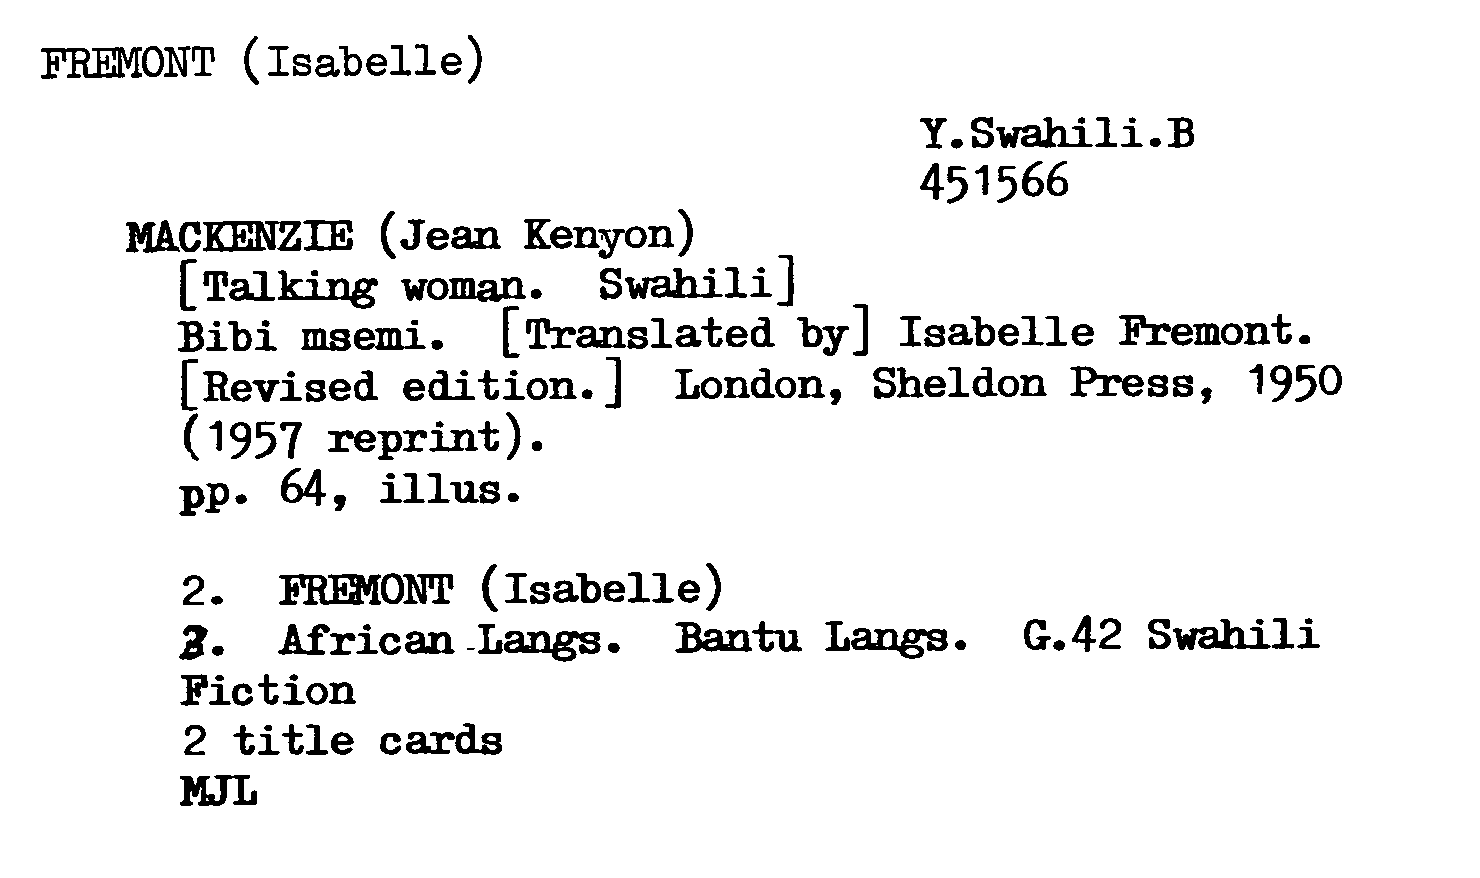 FREMONT (Isabelle)
Y.Swahili.B
451566
MACKENZIE (Jean Kenyon)
[Talking woman. Swahili]
Bibi msemi. [Translated by] Isabelle Fremont.
[Revised edition.] London, Sheldon Press, 1950
(1957 reprint).
pp. 64, illus.
2. FREMONT (Isabelle)
3. African Langs. Bantu Langs. G.42 Swahili
Fiction
2 title cards
MJL